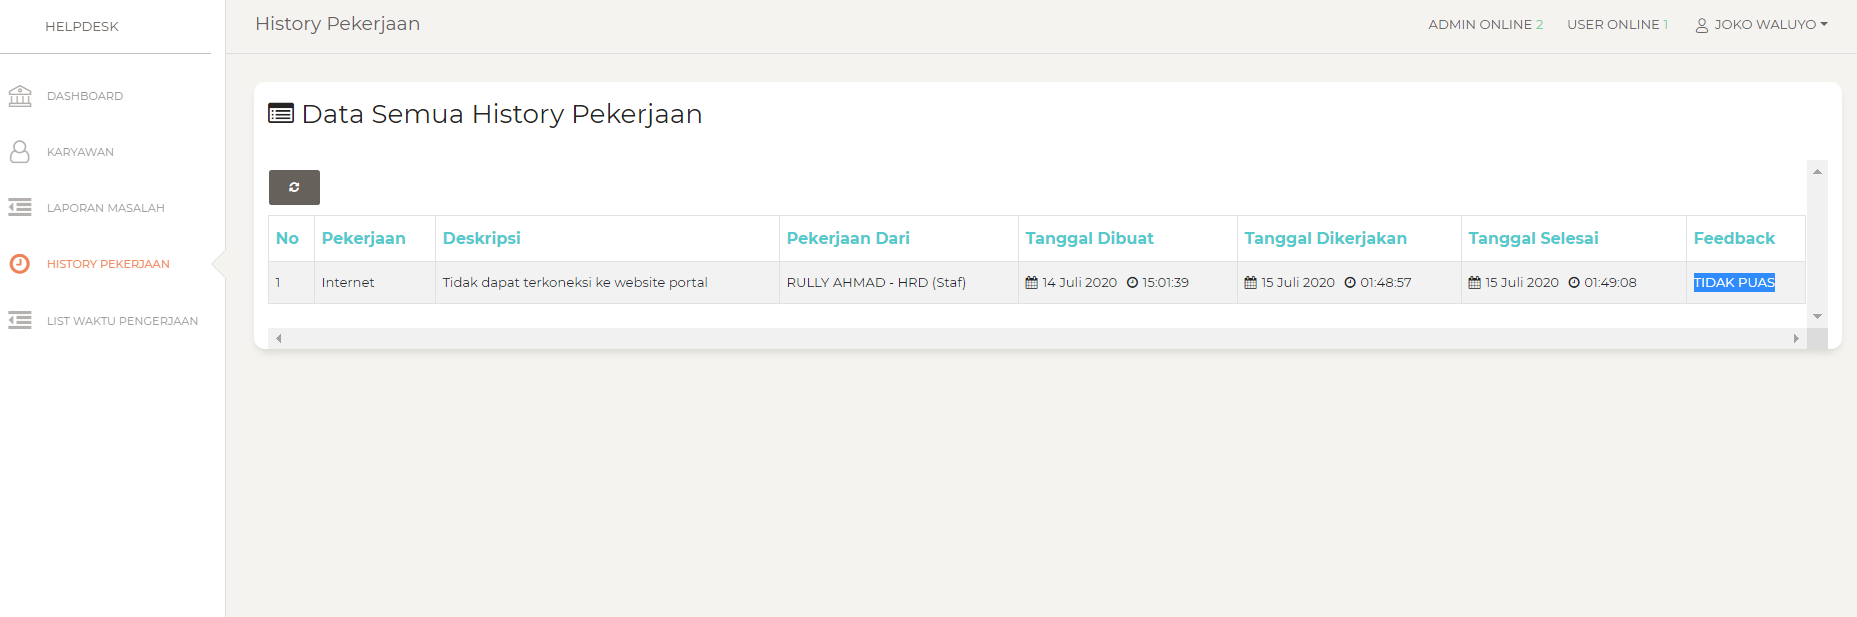 HELPDESK
History Pekerjaan
ADMIN ONLINE 2 USER ONLINE 1 JOKO WALUYO
DASHBOARD
KARYAWAN
LAPORAN MASALAH
HISTORY PEKERJAAN
LIST WAKTU PENGERJAAN
Data Semua History Pekerjaan
No Pekerjaan Deskripsi Pekerjaan Dari Tanggal Dibuat Tanggal Dikerjakan Tanggal Selesai Feedback
1 Internet Tidak dapat terkoneksi ke website portal RULLY AHMAD - HRD (Staf) 14 Juli 2020 15:01:39 15 Juli 2020 01:48:57 15 Juli 2020 01:49:08 TIDAK PUAS